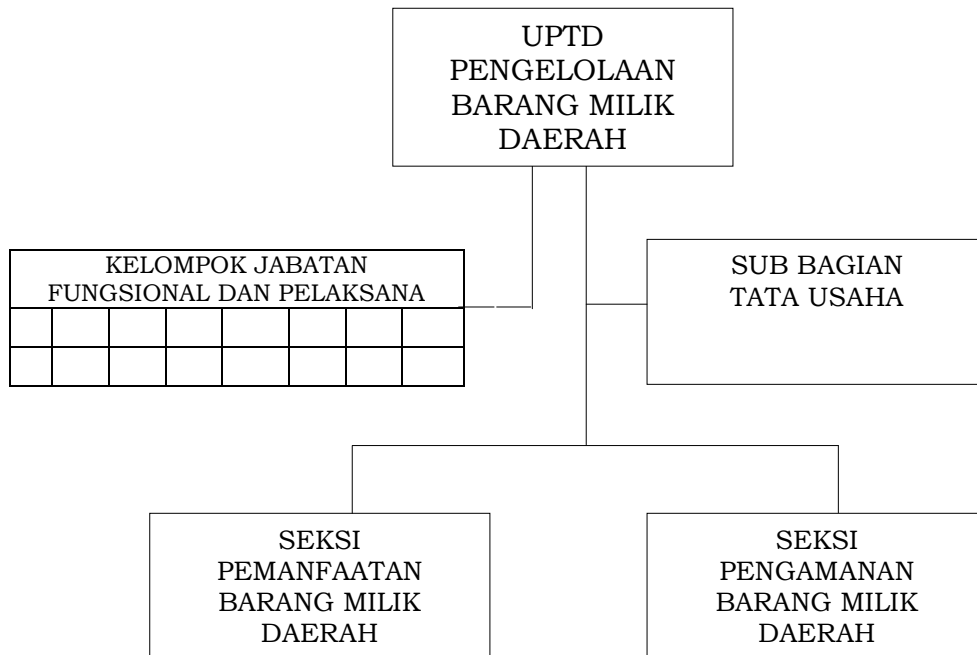 UPTD
PENGELOLAAN
BARANG MILIK
DAERAH
KELOMPOK JABATAN
FUNGSIONAL DAN PELAKSANA
SUB BAGIAN
TATA USAHA
SEKSI
PEMANFAATAN
BARANG MILIK
DAERAH
SEKSI
PENGAMANAN
BARANG MILIK
DAERAH